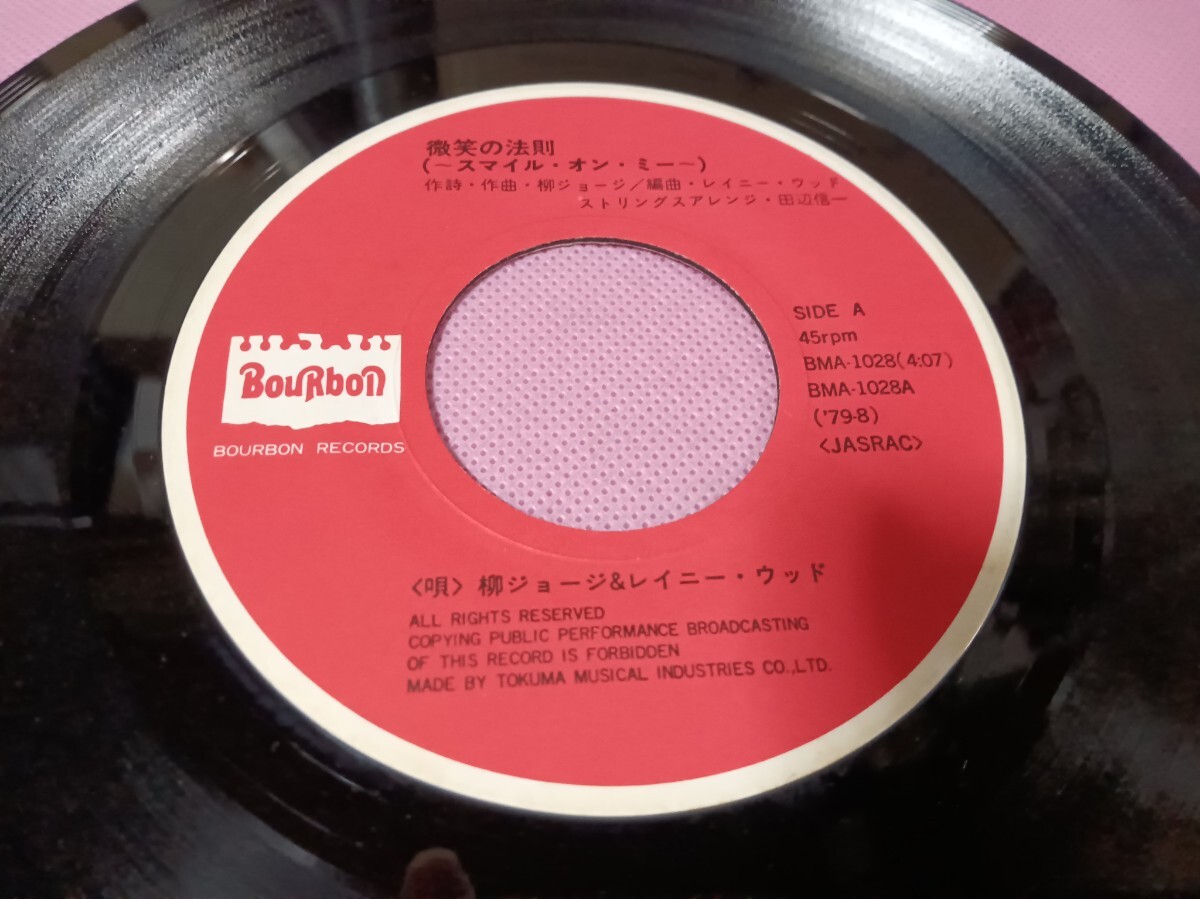 微笑の法則
(〜スマイル・オン・ミー〜)
作詩・作曲・柳ジョージ/編曲・レイニー・ウッド
ストリングスアレンジ・田辺信一
SIDE A
45rpm
BMA-1028(4:07)
BMA-1028A
('79-8)
〈JASRAC〉
BouRbon
BOURBON RECORDS
〈唄〉 柳ジョージ&レイニー・ウッド
ALL RIGHTS RESERVED
COPYING PUBLIC PERFORMANCE BROADCASTING
OF THIS RECORD IS FORBIDDEN
MADE BY TOKUMA MUSICAL INDUSTRIES CO.,LTD.